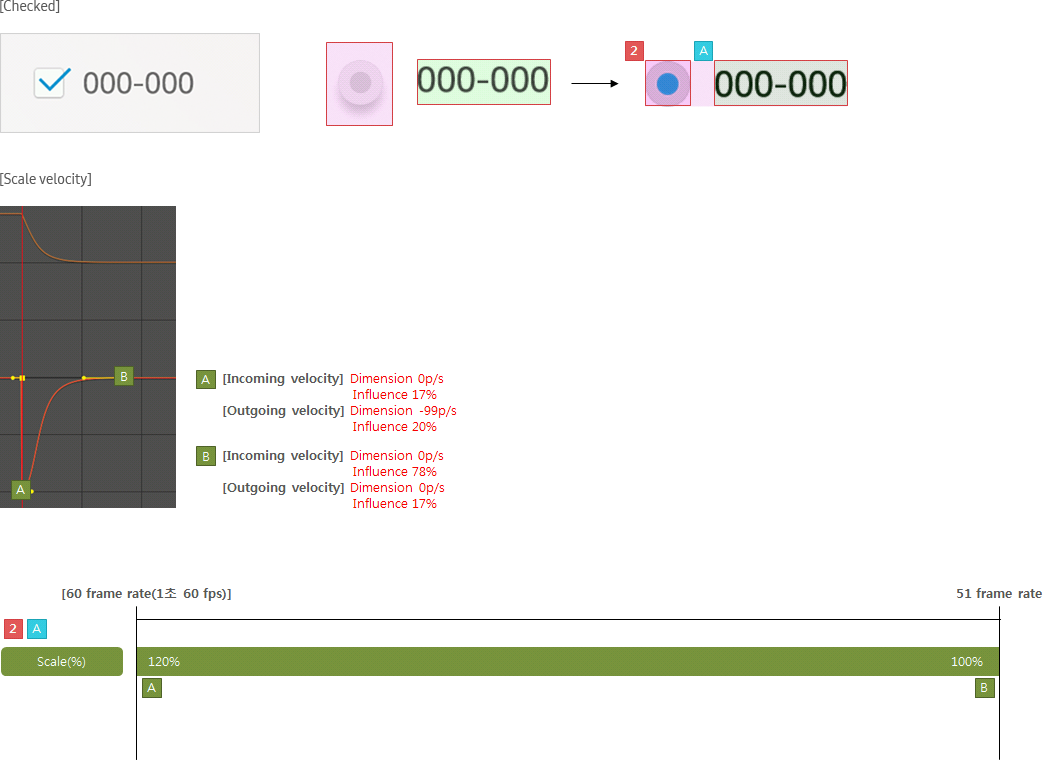 [Checked]
000-000
000-000
2
A
000-000
[Scale velocity]
B
A
A [Incoming velocity] Dimension 0p/s
Influence 17%
[Outgoing velocity] Dimension -99p/s
Influence 20%
B [Incoming velocity] Dimension 0p/s
Influence 78%
[Outgoing velocity] Dimension 0p/s
Influence 17%
[60 frame rate(1초 60 fps)]
51 frame rate
2 A
Scale(%)
120%
100%
A
B